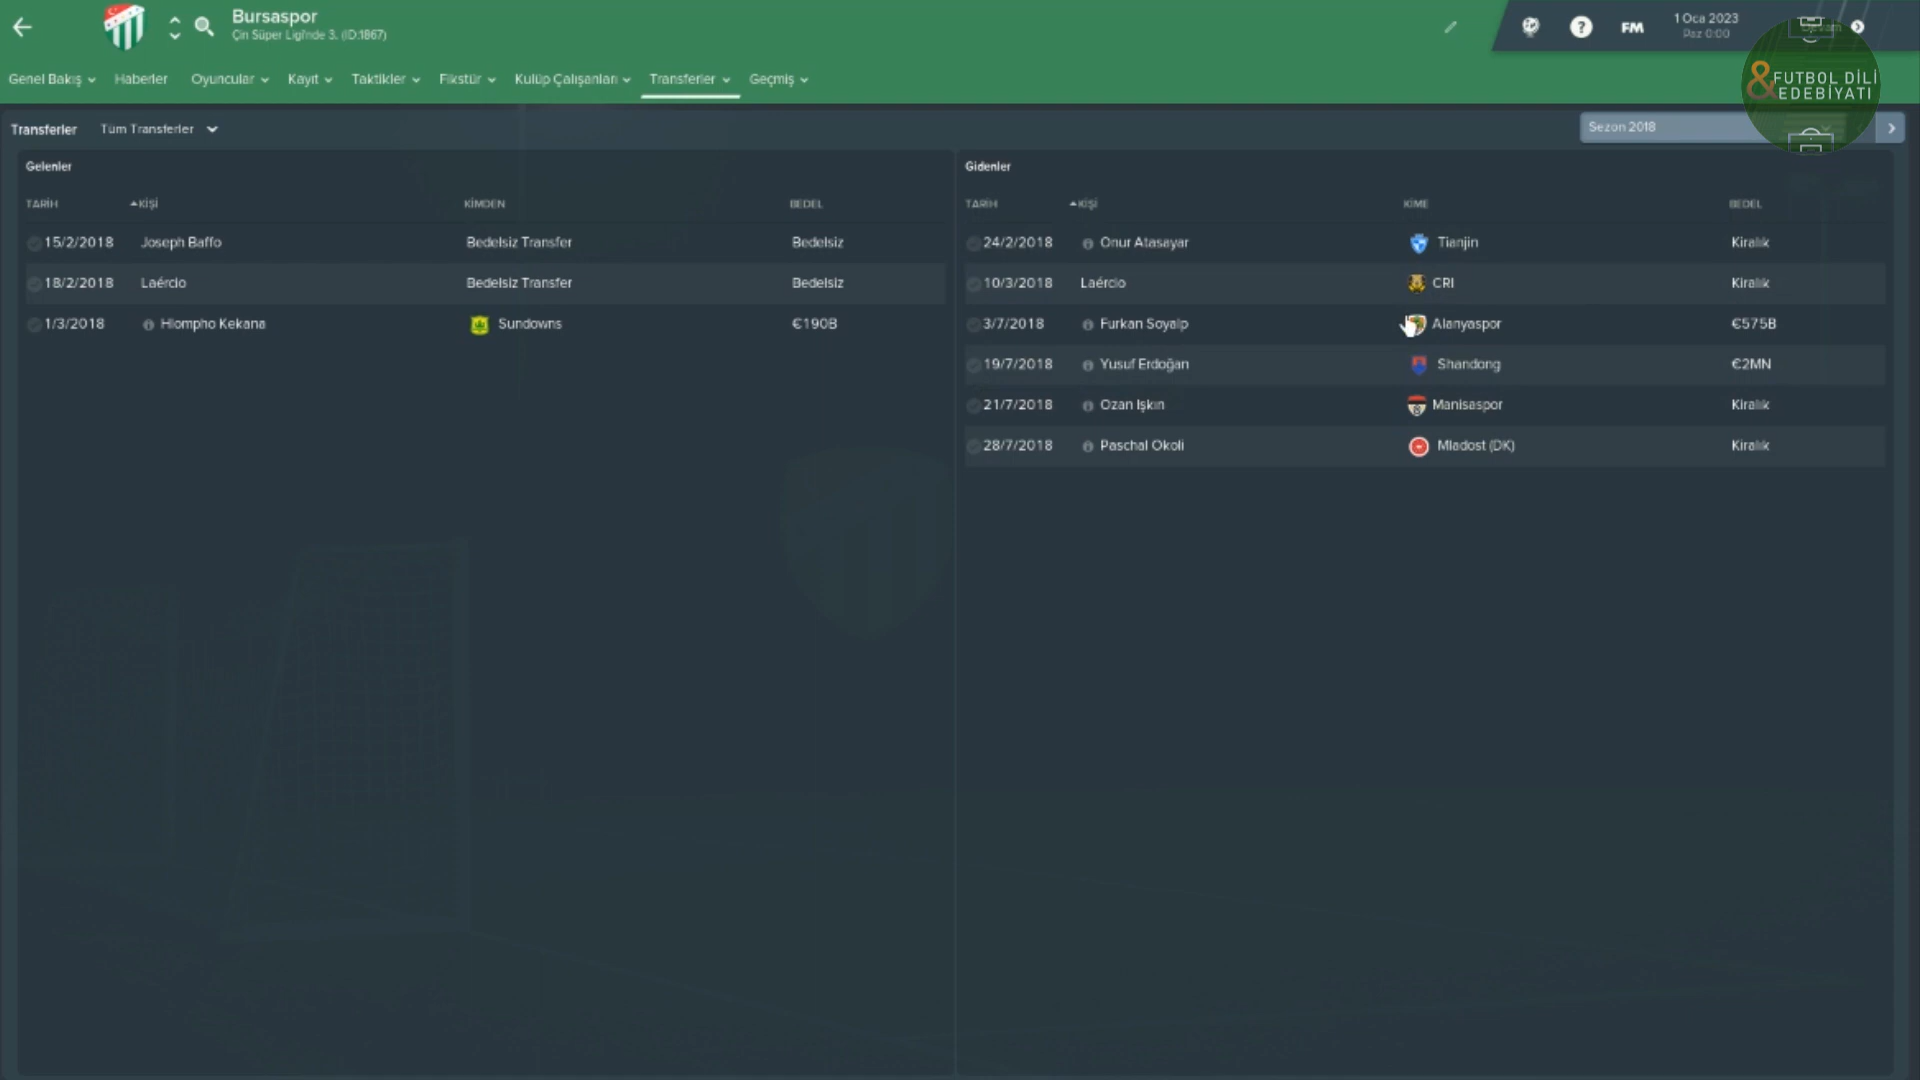 Bursaspor
Çin Süper Ligi'nde 3. (ID:1867)
FM
1 Oca 2023
Paz 0:00
& FUTBOL DİLİ
EDEBİYATI
Genel Bakış Haberler Oyuncular Kayıt Taktikler Fikstür Kulüp Çalışanları Transferler Geçmiş
Transferler Tüm Transferler
Sezon 2018
Gelenler
TARİH KİŞİ KİMDEN BEDEL
15/2/2018 Joseph Baffo Bedelsiz Transfer Bedelsiz
18/2/2018 Laércio Bedelsiz Transfer Bedelsiz
1/3/2018 Hlompho Kekana Sundowns €190B
Gidenler
TARİH KİŞİ KİME BEDEL
24/2/2018 Onur Atasayar Tianjin Kiralık
10/3/2018 Laércio CRI Kiralık
3/7/2018 Furkan Soyalp Alanyaspor €575B
19/7/2018 Yusuf Erdoğan Shandong €2MN
21/7/2018 Ozan Işkın Manisaspor Kiralık
28/7/2018 Paschal Okoli Mladost (DK) Kiralık